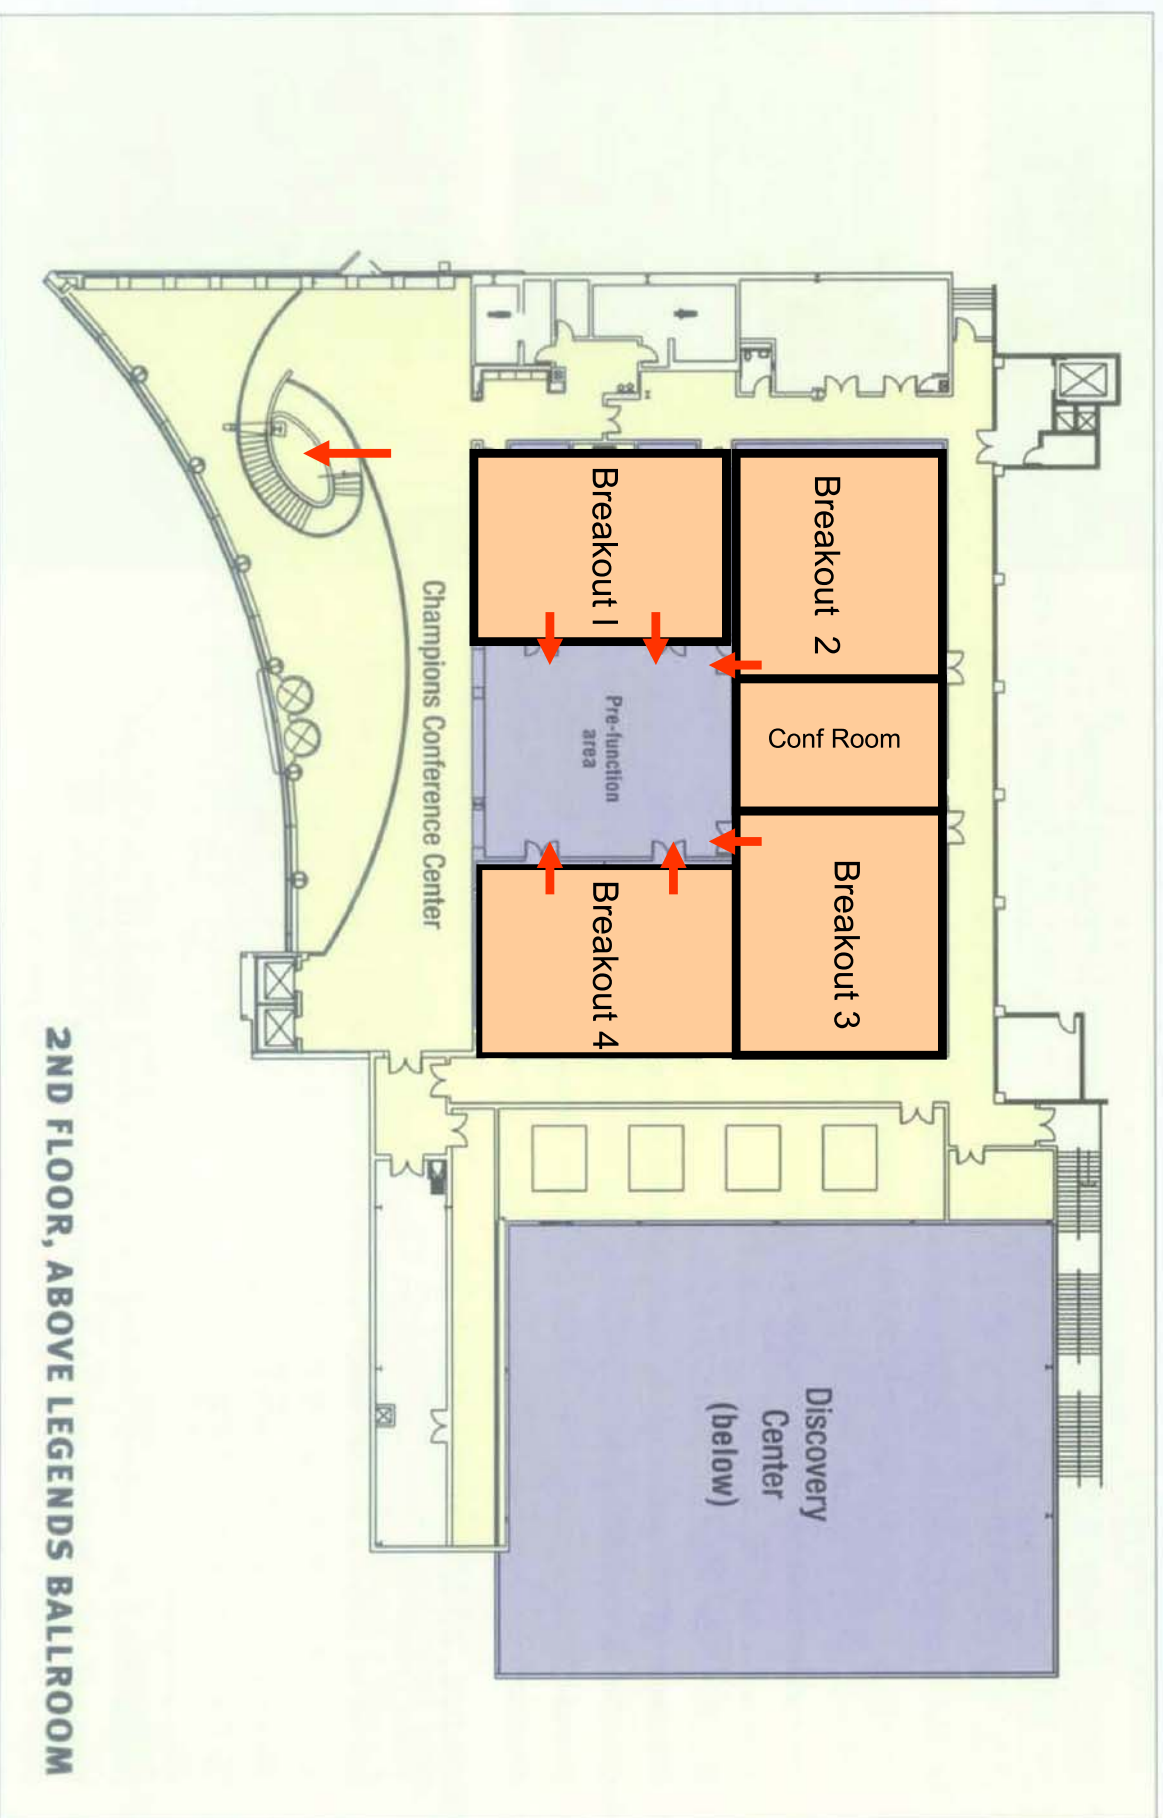 Breakout 1
Breakout 2
Conf Room
Pre-function
area
Breakout 3
Breakout 4
Champions Conference Center
Discovery
Center
(below)
2ND FLOOR, ABOVE LEGENDS BALLROOM